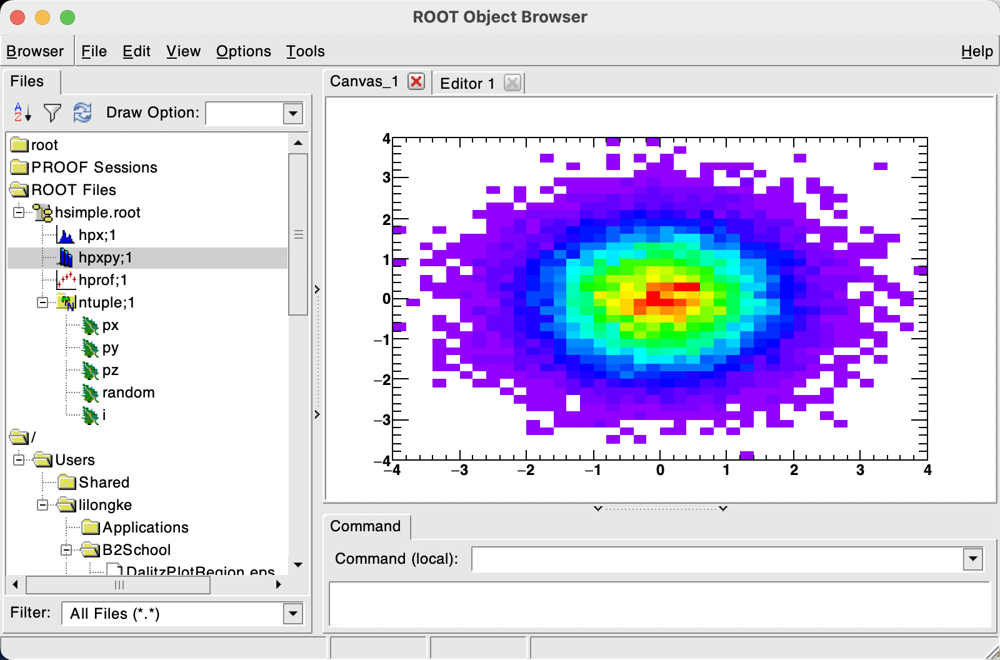 ROOT Object Browser
Browser File Edit View Options Tools Help
Files
Canvas_1 Editor 1
Draw Option:
root
PROOF Sessions
ROOT Files
hsimple.root
hpx;1
hpxpy;1
hprof;1
ntuple;1
px
py
pz
random
i
/
Users
Shared
lilongke
Applications
B2School
DalitzPlotRegion.eps
Filter: All Files (*.*)
4
3
2
1
0
−1
−2
−3
−4
−4 −3 −2 −1 0 1 2 3 4
Command
Command (local):